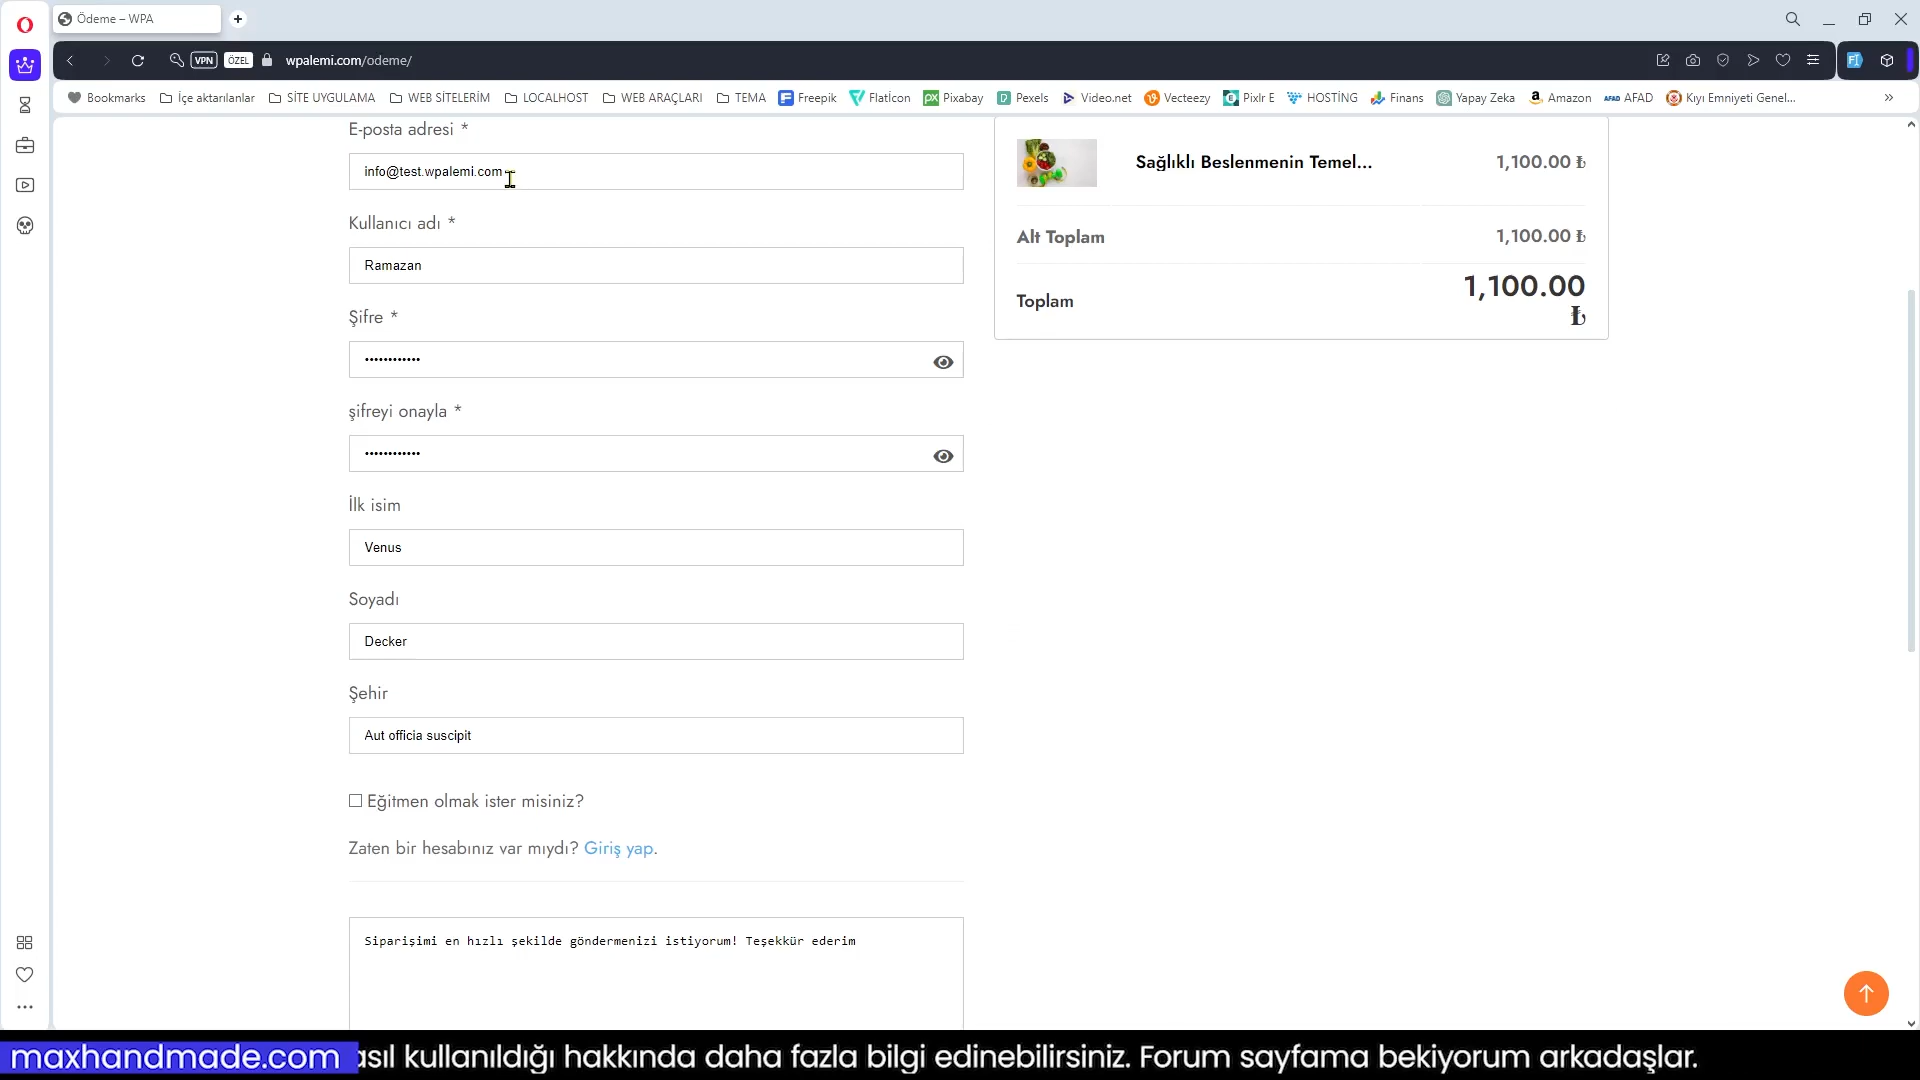 Ödeme – WPA
VPN ÖZEL wpalemi.com/odeme/
Bookmarks İçe aktarılanlar SİTE UYGULAMA WEB SİTELERİM LOCALHOST WEB ARAÇLARI TEMA Freepik Flatİcon Pixabay Pexels Video.net Vecteezy Pixlr E HOSTİNG Finans Yapay Zeka Amazon AFAD Kıyı Emniyeti Genel...
E-posta adresi *
info@test.wpalemi.com
Kullanıcı adı *
Ramazan
Şifre *
••••••••••••
şifreyi onayla *
••••••••••••
İlk isim
Venus
Soyadı
Decker
Şehir
Aut officia suscipit
Eğitmen olmak ister misiniz?
Zaten bir hesabınız var mıydı? Giriş yap.
Siparişimi en hızlı şekilde göndermenizi istiyorum! Teşekkür ederim
Sağlıklı Beslenmenin Temel... 1,100.00 ₺
Alt Toplam 1,100.00 ₺
Toplam 1,100.00
₺
maxhandmade.com asıl kullanıldığı hakkında daha fazla bilgi edinebilirsiniz. Forum sayfama bekiyorum arkadaşlar.